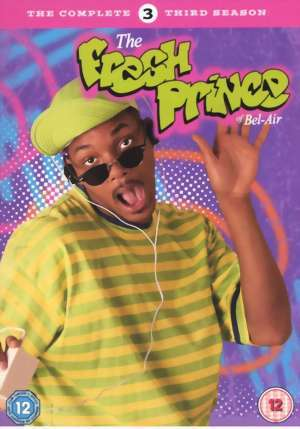 THE COMPLETE 3 THIRD SEASON
The
FRESH
PRINCE
of Bel-Air
12
12